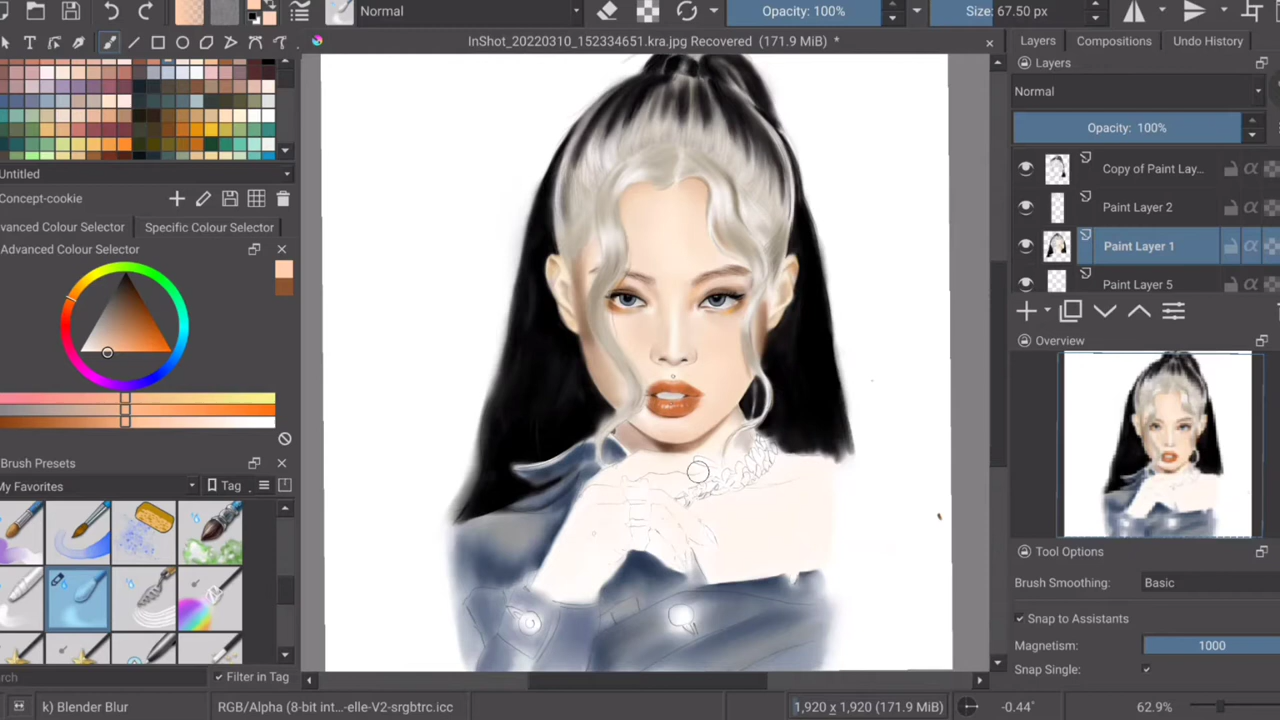 Normal
Opacity: 100%
Size: 67.50 px
InShot_20220310_152334651.kra.jpg Recovered (171.9 MiB) *
Layers
Compositions
Undo History
Layers
Normal
Opacity: 100%
Copy of Paint Lay...
Paint Layer 2
Paint Layer 1
Paint Layer 5
Untitled
Concept-cookie
vanced Colour Selector
Specific Colour Selector
Advanced Colour Selector
Overview
Brush Presets
My Favorites
Tag
Tool Options
Brush Smoothing:
Basic
Snap to Assistants
Magnetism:
1000
Snap Single:
rch
Filter in Tag
k) Blender Blur
RGB/Alpha (8-bit int...-elle-V2-srgbtrc.icc
1,920 x 1,920 (171.9 MiB)
-0.44°
62.9%